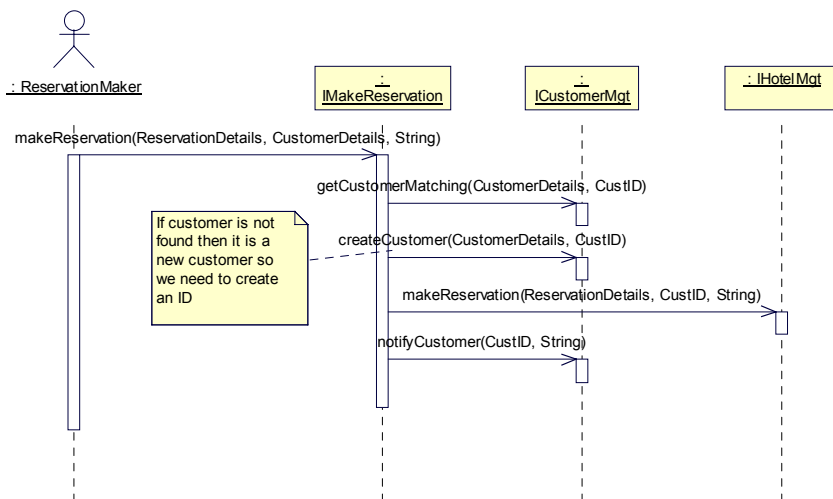 : ReservationMaker
:
IMakeReservation
:
ICustomerMgt
: IHotelMgt
makeReservation(ReservationDetails, CustomerDetails, String)
getCustomerMatching(CustomerDetails, CustID)
If customer is not
found then it is a
new customer so
we need to create
an ID
createCustomer(CustomerDetails, CustID)
makeReservation(ReservationDetails, CustID, String)
notifyCustomer(CustID, String)